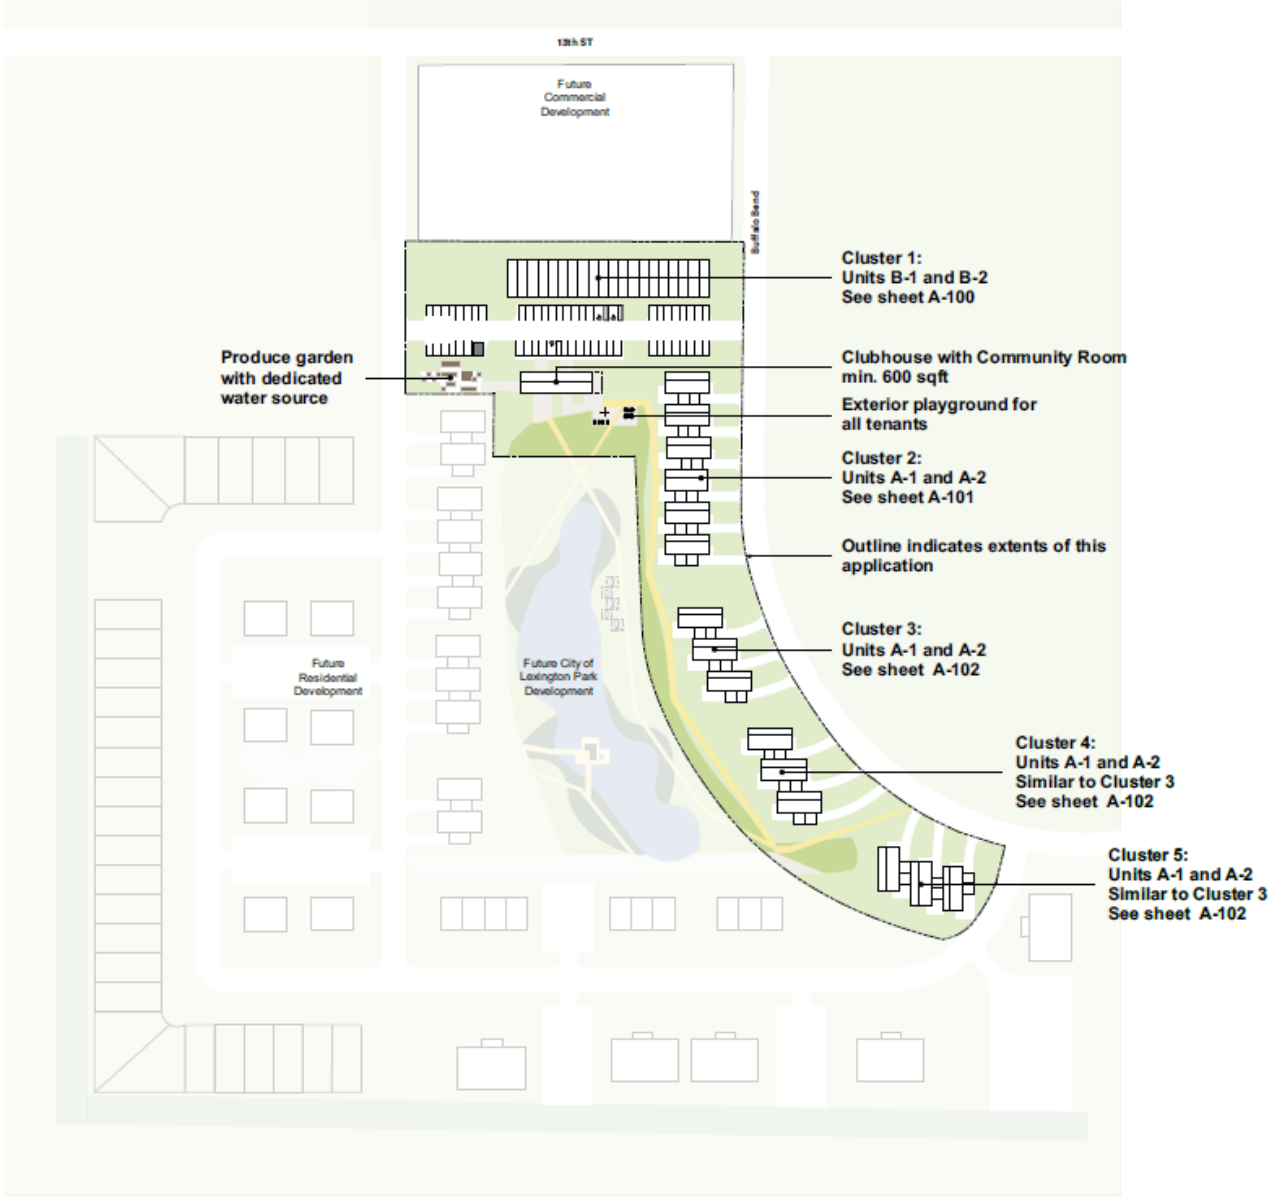 13th ST
Future
Commercial
Development
Buffalo Bend
Cluster 1:
Units B-1 and B-2
See sheet A-100
Produce garden
with dedicated
water source
Clubhouse with Community Room
min. 600 sqft
Exterior playground for
all tenants
Cluster 2:
Units A-1 and A-2
See sheet A-101
Outline indicates extents of this
application
Cluster 3:
Units A-1 and A-2
See sheet A-102
Future
Residential
Development
Future City of
Lexington Park
Development
Cluster 4:
Units A-1 and A-2
Similar to Cluster 3
See sheet A-102
Cluster 5:
Units A-1 and A-2
Similar to Cluster 3
See sheet A-102